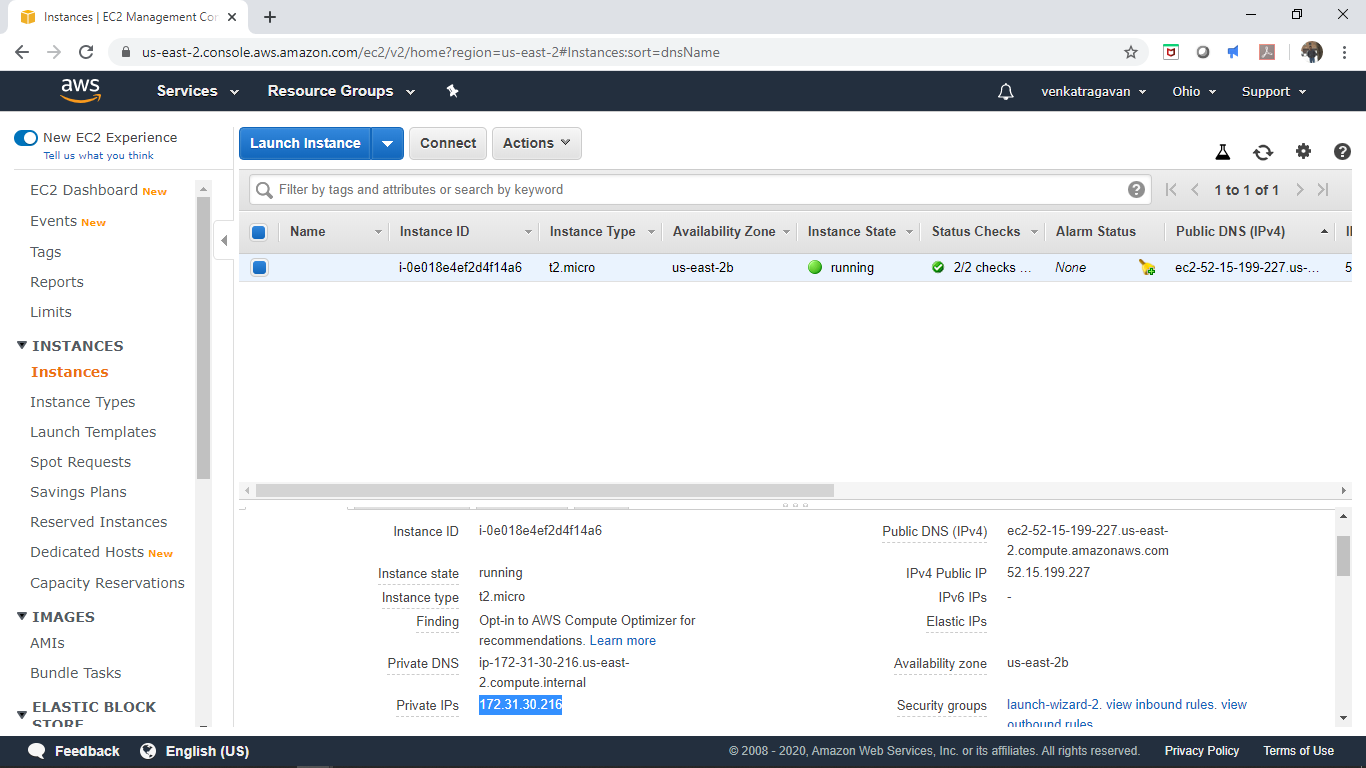 Instances | EC2 Management Con
us-east-2.console.aws.amazon.com/ec2/v2/home?region=us-east-2#Instances:sort=dnsName
aws Services Resource Groups venkatragavan Ohio Support
New EC2 Experience
Tell us what you think
EC2 Dashboard New
Events New
Tags
Reports
Limits
INSTANCES
Instances
Instance Types
Launch Templates
Spot Requests
Savings Plans
Reserved Instances
Dedicated Hosts New
Capacity Reservations
IMAGES
AMIs
Bundle Tasks
ELASTIC BLOCK
STORE
Launch Instance Connect Actions
Filter by tags and attributes or search by keyword
1 to 1 of 1
Name Instance ID Instance Type Availability Zone Instance State Status Checks Alarm Status Public DNS (IPv4)
i-0e018e4ef2d4f14a6 t2.micro us-east-2b running 2/2 checks ... None ec2-52-15-199-227.us-... 5
Instance ID i-0e018e4ef2d4f14a6
Instance state running
Instance type t2.micro
Finding Opt-in to AWS Compute Optimizer for
recommendations. Learn more
Private DNS ip-172-31-30-216.us-east-
2.compute.internal
Private IPs 172.31.30.216
Public DNS (IPv4) ec2-52-15-199-227.us-east-
2.compute.amazonaws.com
IPv4 Public IP 52.15.199.227
IPv6 IPs -
Elastic IPs
Availability zone us-east-2b
Security groups launch-wizard-2. view inbound rules. view
outbound rules
Feedback English (US) © 2008 - 2020, Amazon Web Services, Inc. or its affiliates. All rights reserved. Privacy Policy Terms of Use